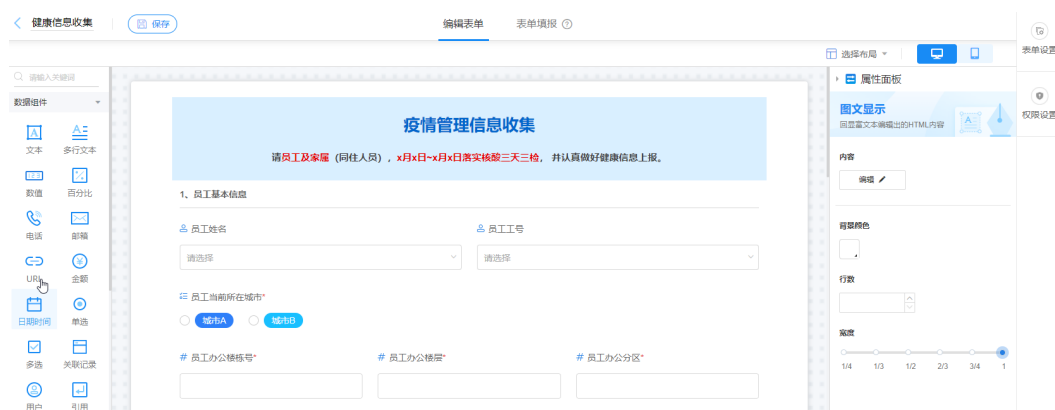 健康信息收集
保存
编辑表单
表单填报
表单设置
选择布局
请输入关键词
属性面板
数据组件
图文显示
回显富文本编辑出的HTML内容
权限设置
疫情管理信息收集
请员工及家属（同住人员），x月x日~x月x日落实核酸三天三检，并认真做好健康信息上报。
文本
多行文本
内容
编辑
数值
百分比
1、员工基本信息
电话
邮箱
员工姓名
员工工号
背景颜色
请选择
请选择
URL
金额
行数
员工当前所在城市*
城市A
城市B
日期时间
单选
宽度
员工办公楼栋号*
员工办公楼层*
员工办公分区*
多选
关联记录
1/4 1/3 1/2 2/3 3/4 1
用户
引用